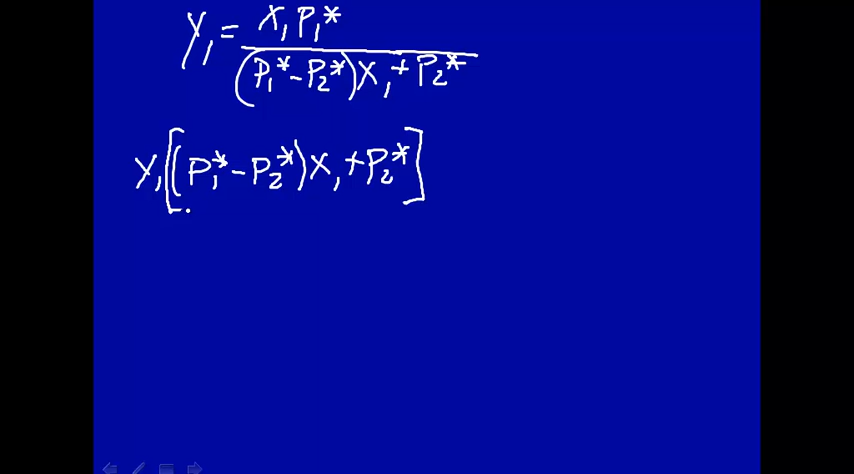 Y₁ = X₁P₁* / (P₁* - P₂*)X₁ + P₂*
Y₁[(P₁* - P₂*)X₁ + P₂*]